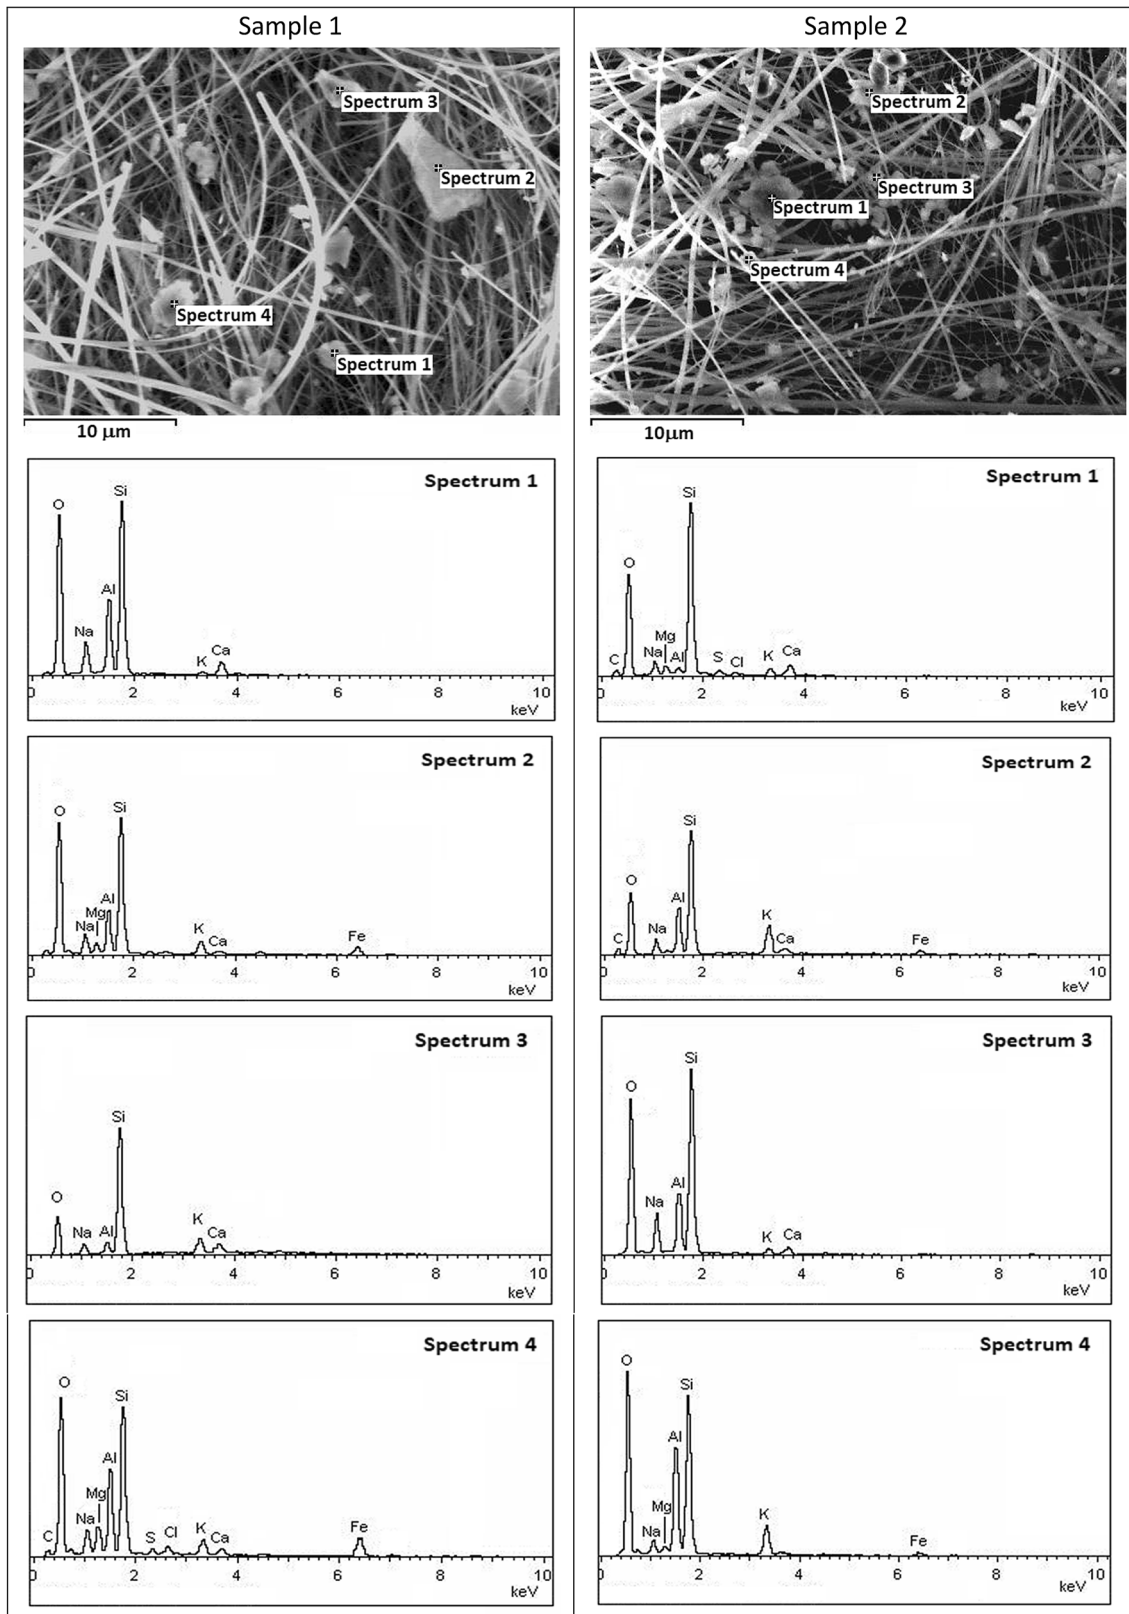 Sample 1
Sample 2
Spectrum 3
Spectrum 2
Spectrum 4
Spectrum 1
10 μm
Spectrum 2
Spectrum 3
Spectrum 1
Spectrum 4
10μm
Spectrum 1
O Na Al Si K Ca
0 2 4 6 8 10
keV
Spectrum 1
C O Na Mg Al Si S Cl K Ca
0 2 4 6 8 10
keV
Spectrum 2
O Na Mg Al Si K Ca Fe
0 2 4 6 8 10
keV
Spectrum 2
C O Na Al Si K Ca Fe
0 2 4 6 8 10
keV
Spectrum 3
O Na Al Si K Ca
0 2 4 6 8 10
keV
Spectrum 3
O Na Al Si K Ca
0 2 4 6 8 10
keV
Spectrum 4
C O Na Mg Al Si S Cl K Ca Fe
0 2 4 6 8 10
keV
Spectrum 4
O Na Mg Al Si K Fe
0 2 4 6 8 10
keV